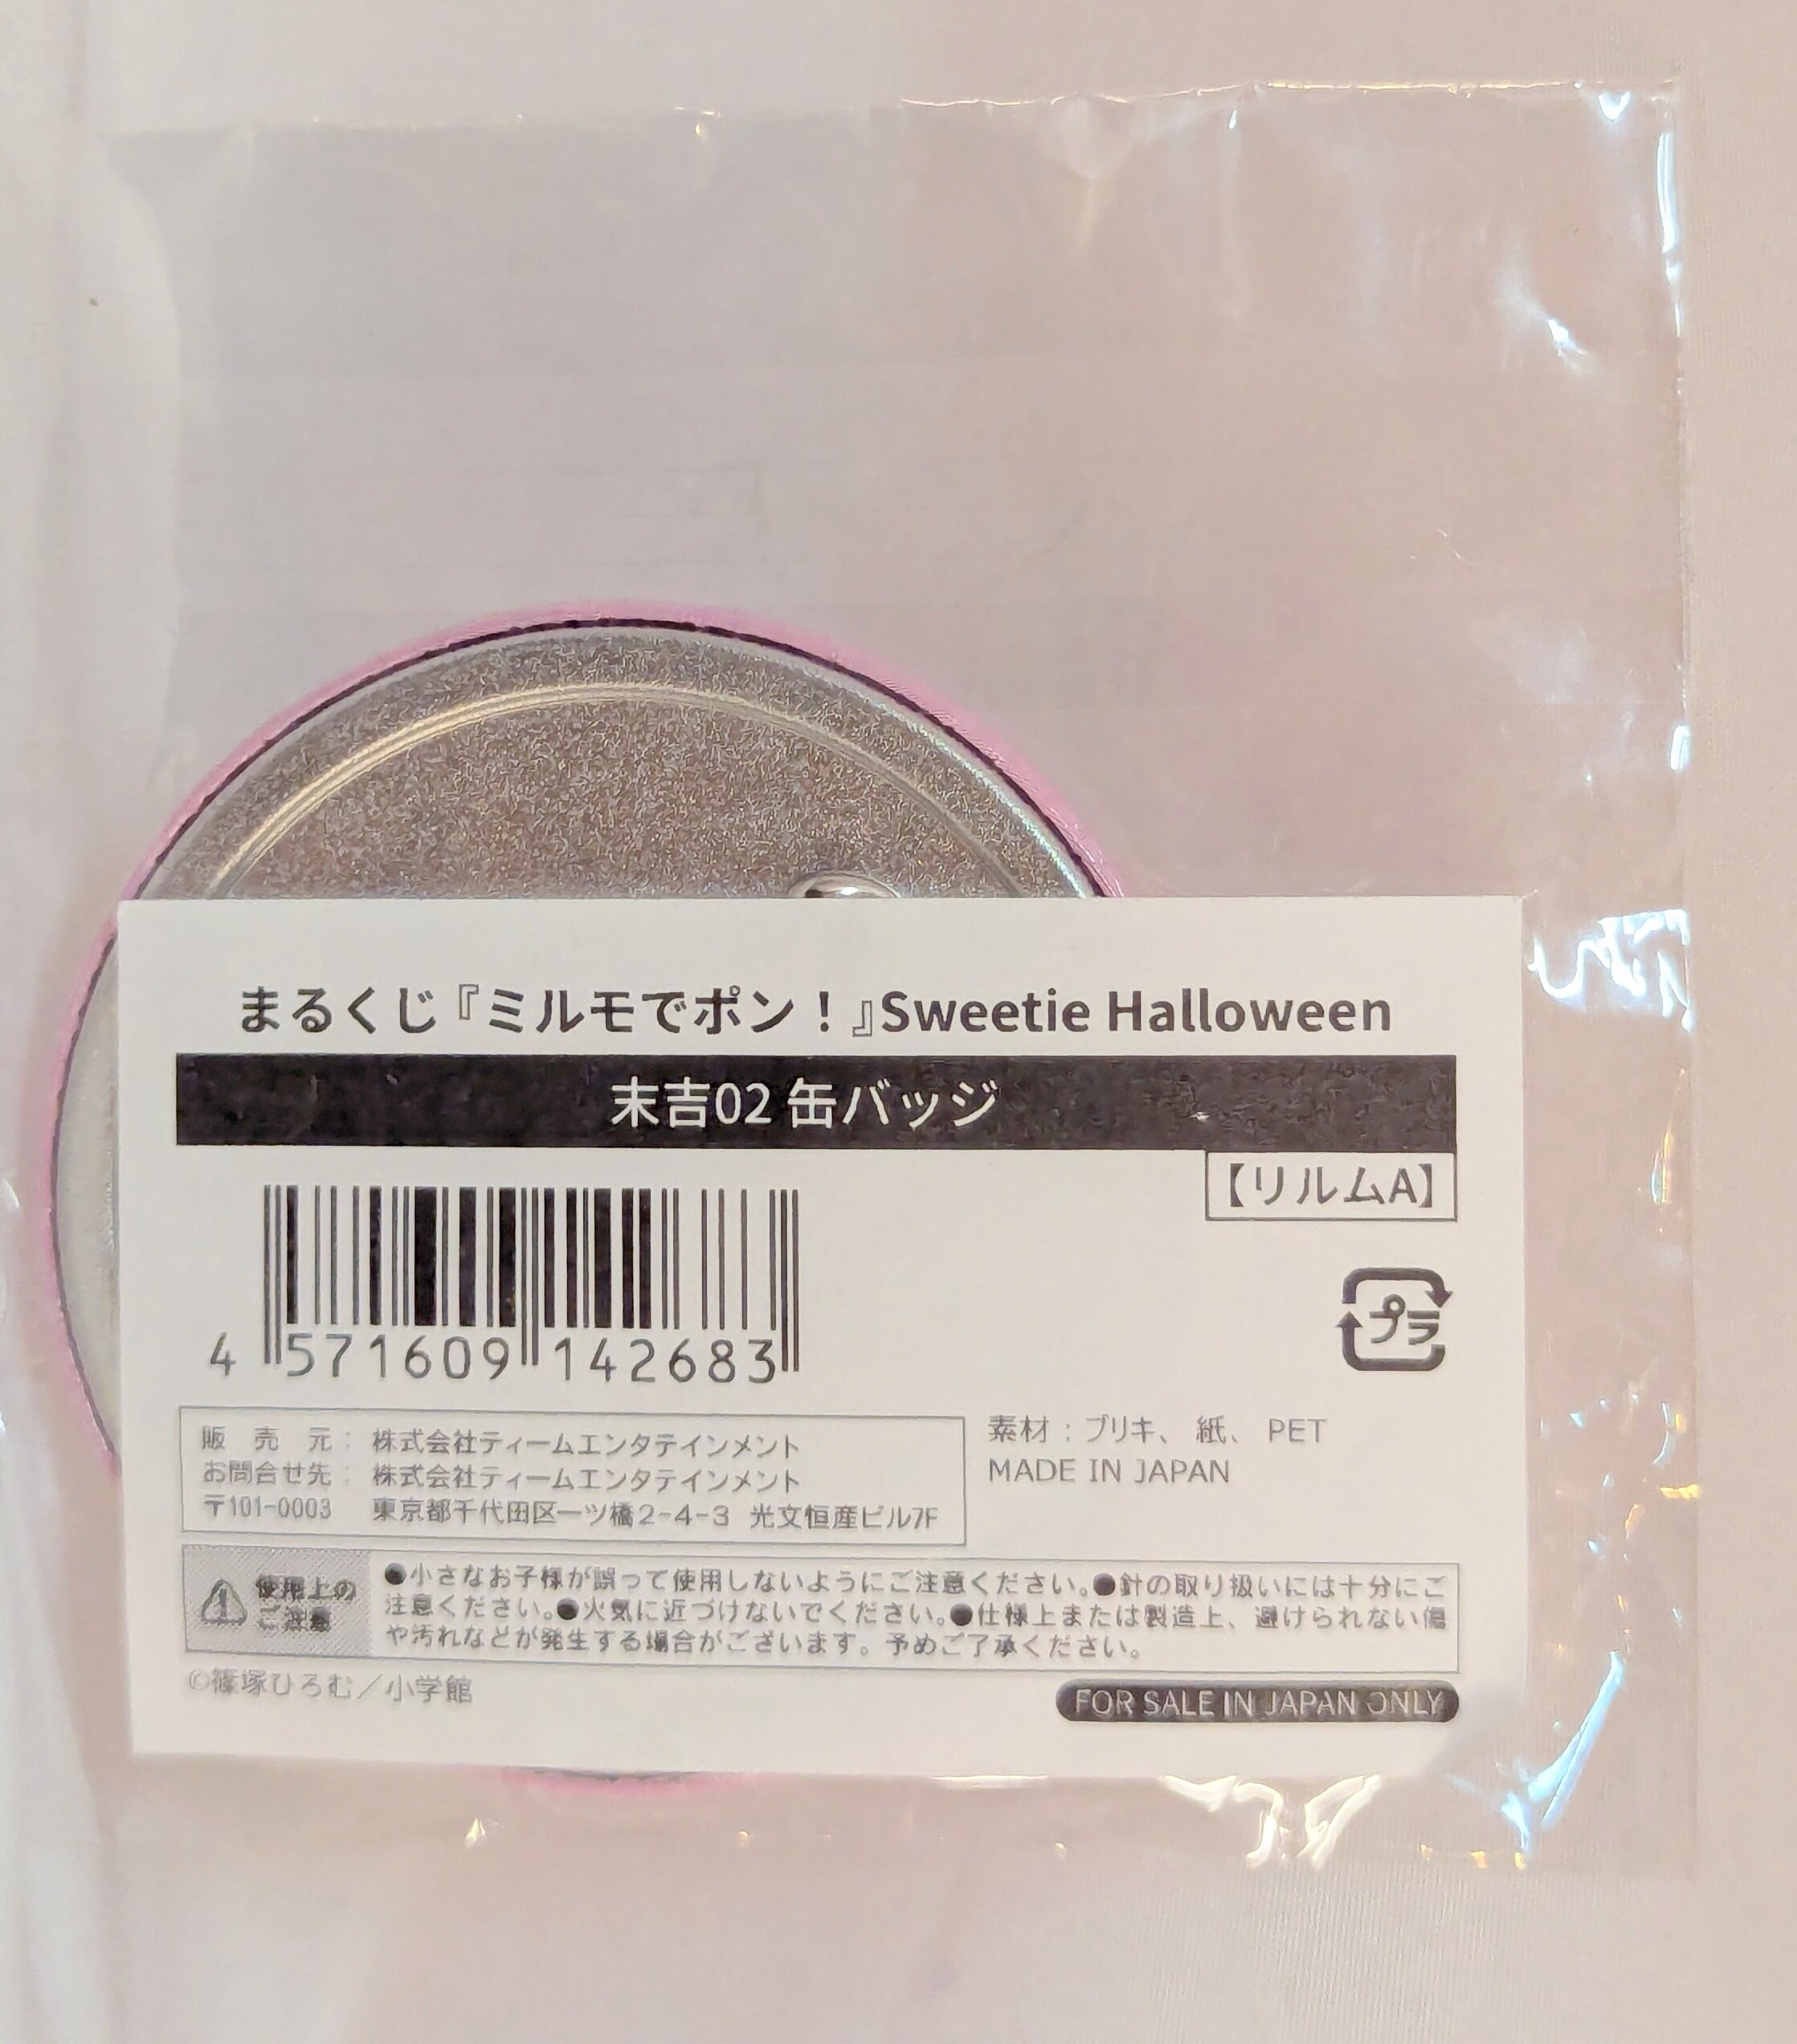 まるくじ『ミルモでポン！』Sweetie Halloween
末吉02 缶バッジ
【リルムA】
4 571609 142683
プラ
販売元： 株式会社ティームエンタテインメント
お問合せ先： 株式会社ティームエンタテインメント
〒101-0003 東京都千代田区一ツ橋2-4-3 光文恒産ビル7F
素材：ブリキ、紙、PET
MADE IN JAPAN
使用上の
ご注意
●小さなお子様が誤って使用しないようにご注意ください。●針の取り扱いには十分にご
注意ください。●火気に近づけないでください。●仕様上または製造上、避けられない傷
や汚れなどが発生する場合がございます。予めご了承ください。
©篠塚ひろむ／小学館
FOR SALE IN JAPAN ONLY